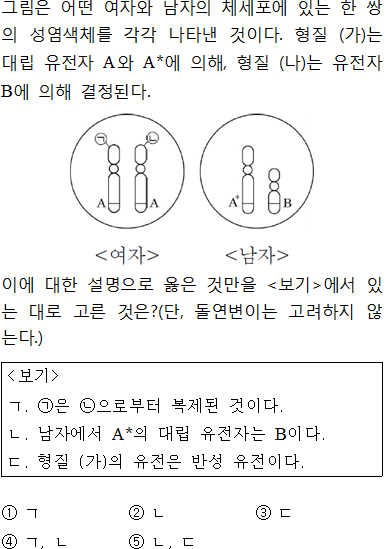 그림은 어떤 여자와 남자의 체세포에 있는 한 쌍
의 성염색체를 각각 나타낸 것이다. 형질 (가)는
대립 유전자 A와 A*에 의해, 형질 (나)는 유전자
B에 의해 결정된다.
㉠ ㉡
A A A* B
<여자> <남자>
이에 대한 설명으로 옳은 것만을 <보기>에서 있
는 대로 고른 것은?(단, 돌연변이는 고려하지 않
는다.)
<보기>
ㄱ. ㉠은 ㉡으로부터 복제된 것이다.
ㄴ. 남자에서 A*의 대립 유전자는 B이다.
ㄷ. 형질 (가)의 유전은 반성 유전이다.
① ㄱ ② ㄴ ③ ㄷ
④ ㄱ, ㄴ ⑤ ㄴ, ㄷ